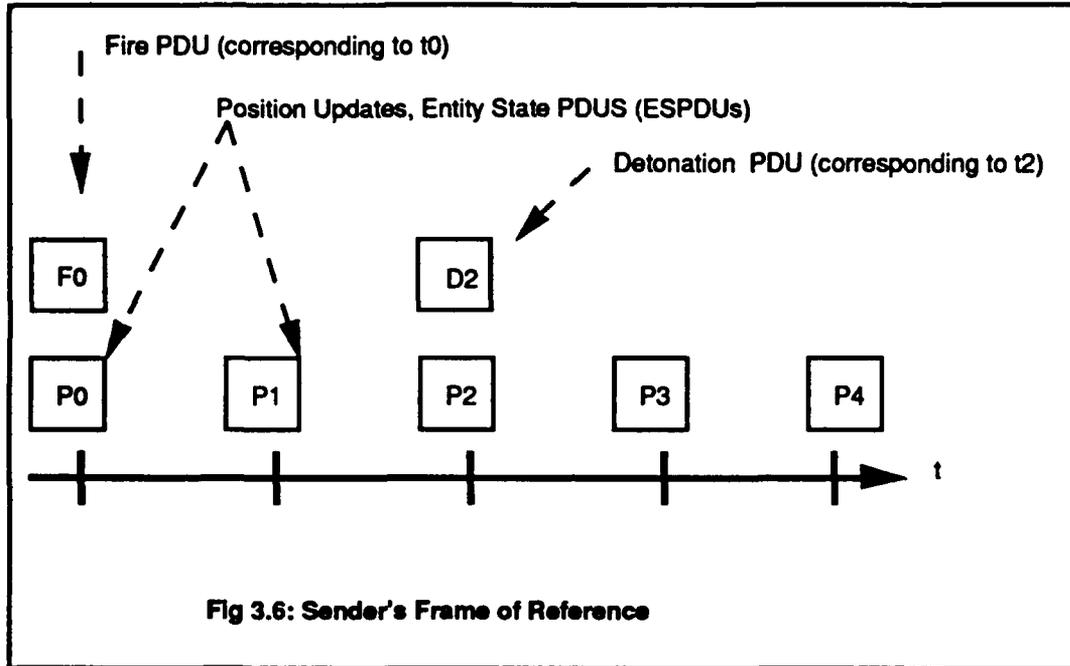 Fire PDU (corresponding to t0)
Position Updates, Entity State PDUS (ESPDUs)
Detonation PDU (corresponding to t2)
F0
D2
P0
P1
P2
P3
P4
t
Fig 3.6: Sender's Frame of Reference